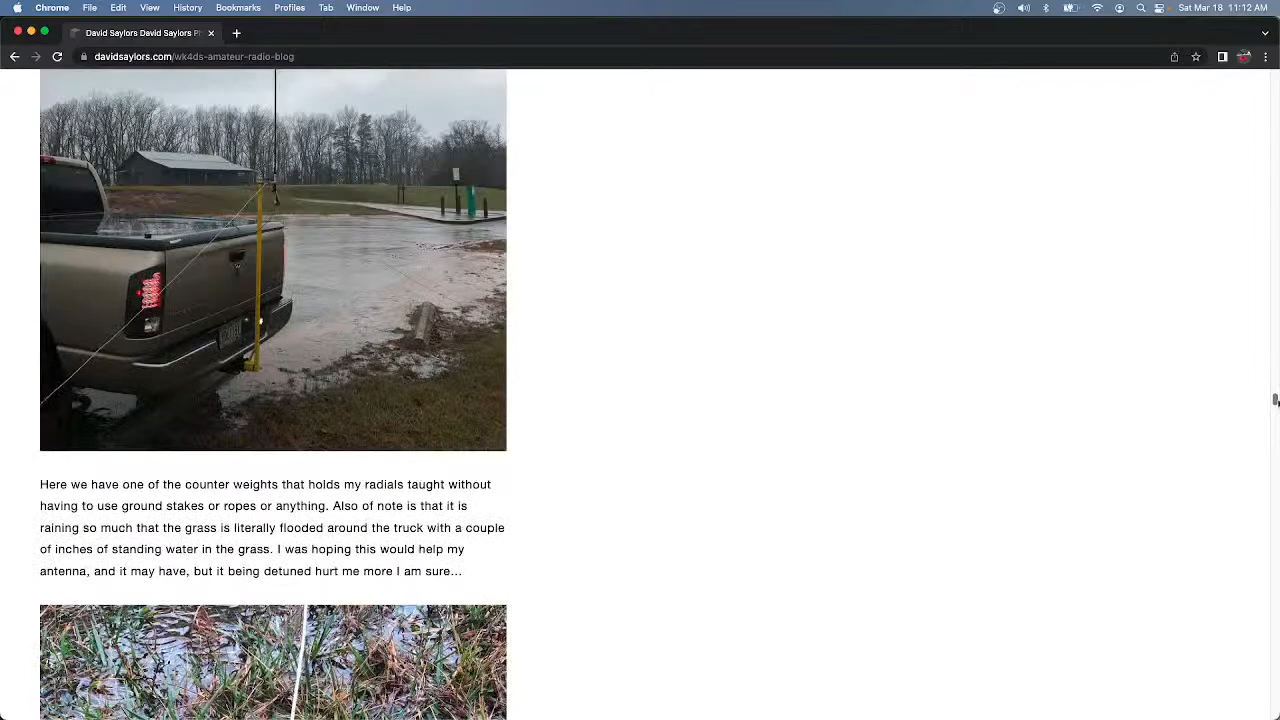 Chrome File Edit View History Bookmarks Profiles Tab Window Help Sat Mar 18 11:12 AM
David Saylors David Saylors Ph
davidsaylors.com/wk4ds-amateur-radio-blog
Here we have one of the counter weights that holds my radials taught without
having to use ground stakes or ropes or anything. Also of note is that it is
raining so much that the grass is literally flooded around the truck with a couple
of inches of standing water in the grass. I was hoping this would help my
antenna, and it may have, but it being detuned hurt me more I am sure…